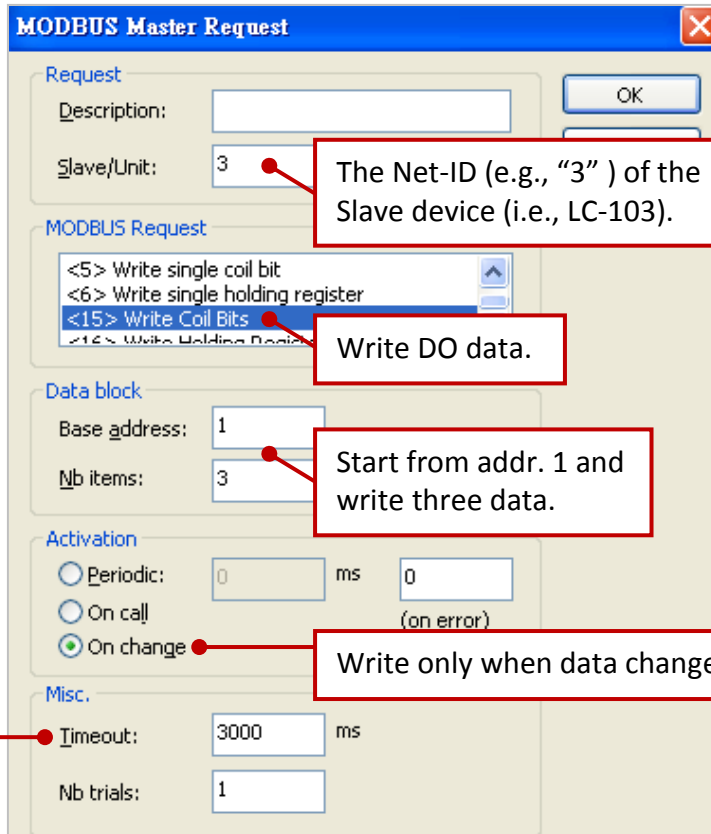 MODBUS Master Request
Request
Description:
OK
Slave/Unit:
3
The Net-ID (e.g., “3” ) of the
Slave device (i.e., LC-103).
MODBUS Request
<5> Write single coil bit
<6> Write single holding register
<15> Write Coil Bits
<16> Write Holding Regist
Write DO data.
Data block
Base address:
1
Nb items:
3
Start from addr. 1 and
write three data.
Activation
Periodic:
0
ms
0
On call
(on error)
On change
Write only when data change
Misc.
Timeout:
3000
ms
Nb trials:
1